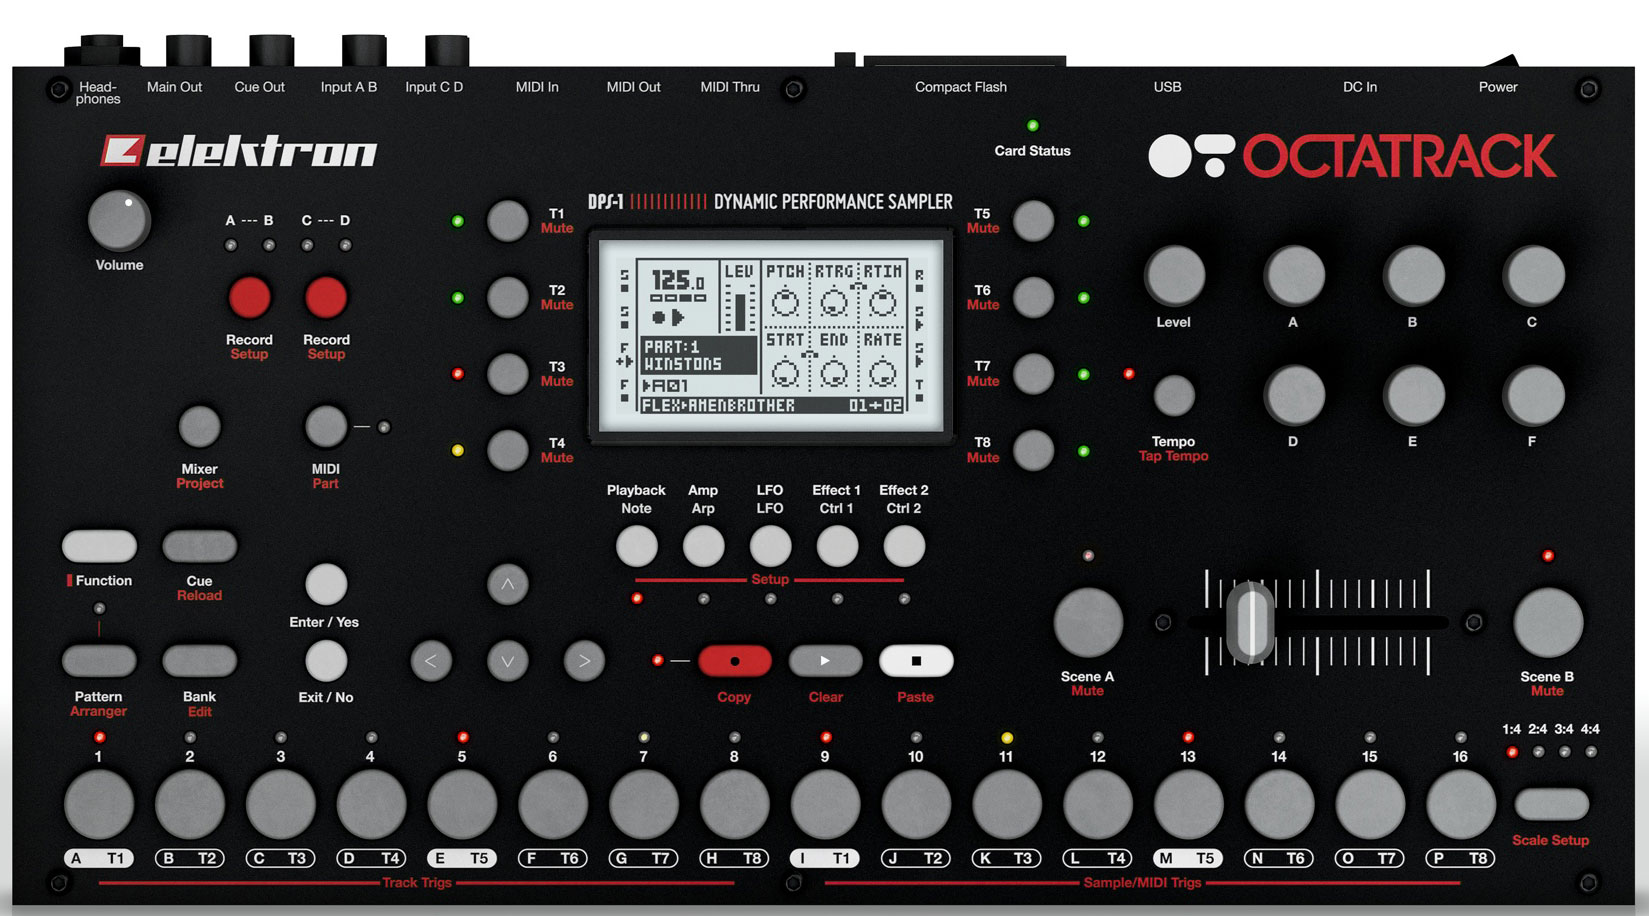 Head-
phones
Main Out
Cue Out
Input A B
Input C D
MIDI In
MIDI Out
MIDI Thru
Compact Flash
USB
DC In
Power
elektron
Card Status
OCTATRACK
DPS-1 DYNAMIC PERFORMANCE SAMPLER
Volume
A --- B
C --- D
Record
Setup
Record
Setup
T1
Mute
T2
Mute
T3
Mute
T4
Mute
125.0
LEV
PTCH
RTRG
RTIM
STRT
END
RATE
PART:1
WINSTONS
A01
FLEX AMENBROTHER 01→02
S
S
F
F
R
S
S
T
T5
Mute
T6
Mute
T7
Mute
T8
Mute
Level
A
B
C
Tempo
Tap Tempo
D
E
F
Mixer
Project
MIDI
Part
Playback
Note
Amp
Arp
LFO
LFO
Effect 1
Ctrl 1
Effect 2
Ctrl 2
Setup
Function
Cue
Reload
Enter / Yes
Pattern
Arranger
Bank
Edit
Exit / No
Copy
Clear
Paste
Scene A
Mute
Scene B
Mute
1:4 2:4 3:4 4:4
1 2 3 4 5 6 7 8 9 10 11 12 13 14 15 16
Scale Setup
A T1 B T2 C T3 D T4 E T5 F T6 G T7 H T8 I T1 J T2 K T3 L T4 M T5 N T6 O T7 P T8
Track Trigs
Sample/MIDI Trigs